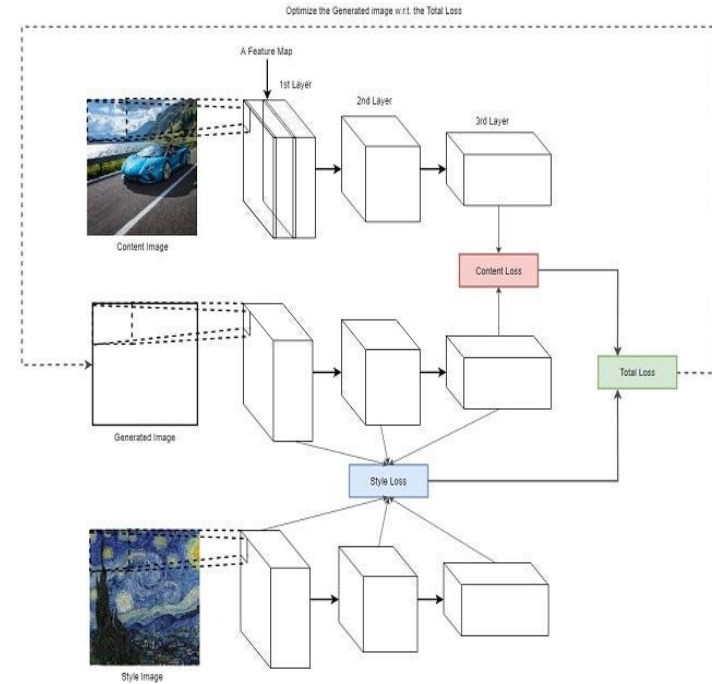 Optimize the Generated image w.r.t. the Total Loss
A Feature Map
1st Layer
2nd Layer
3rd Layer
Content Image
Content Loss
Generated Image
Total Loss
Style Loss
Style Image